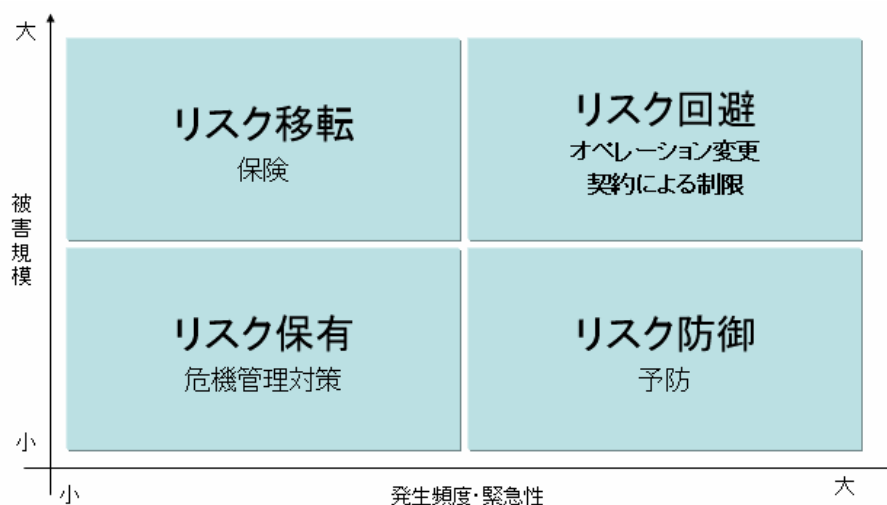 大
リスク移転
保険
リスク回避
オペレーション変更
契約による制限
被害規模
リスク保有
危機管理対策
リスク防御
予防
小
小
発生頻度・緊急性
大